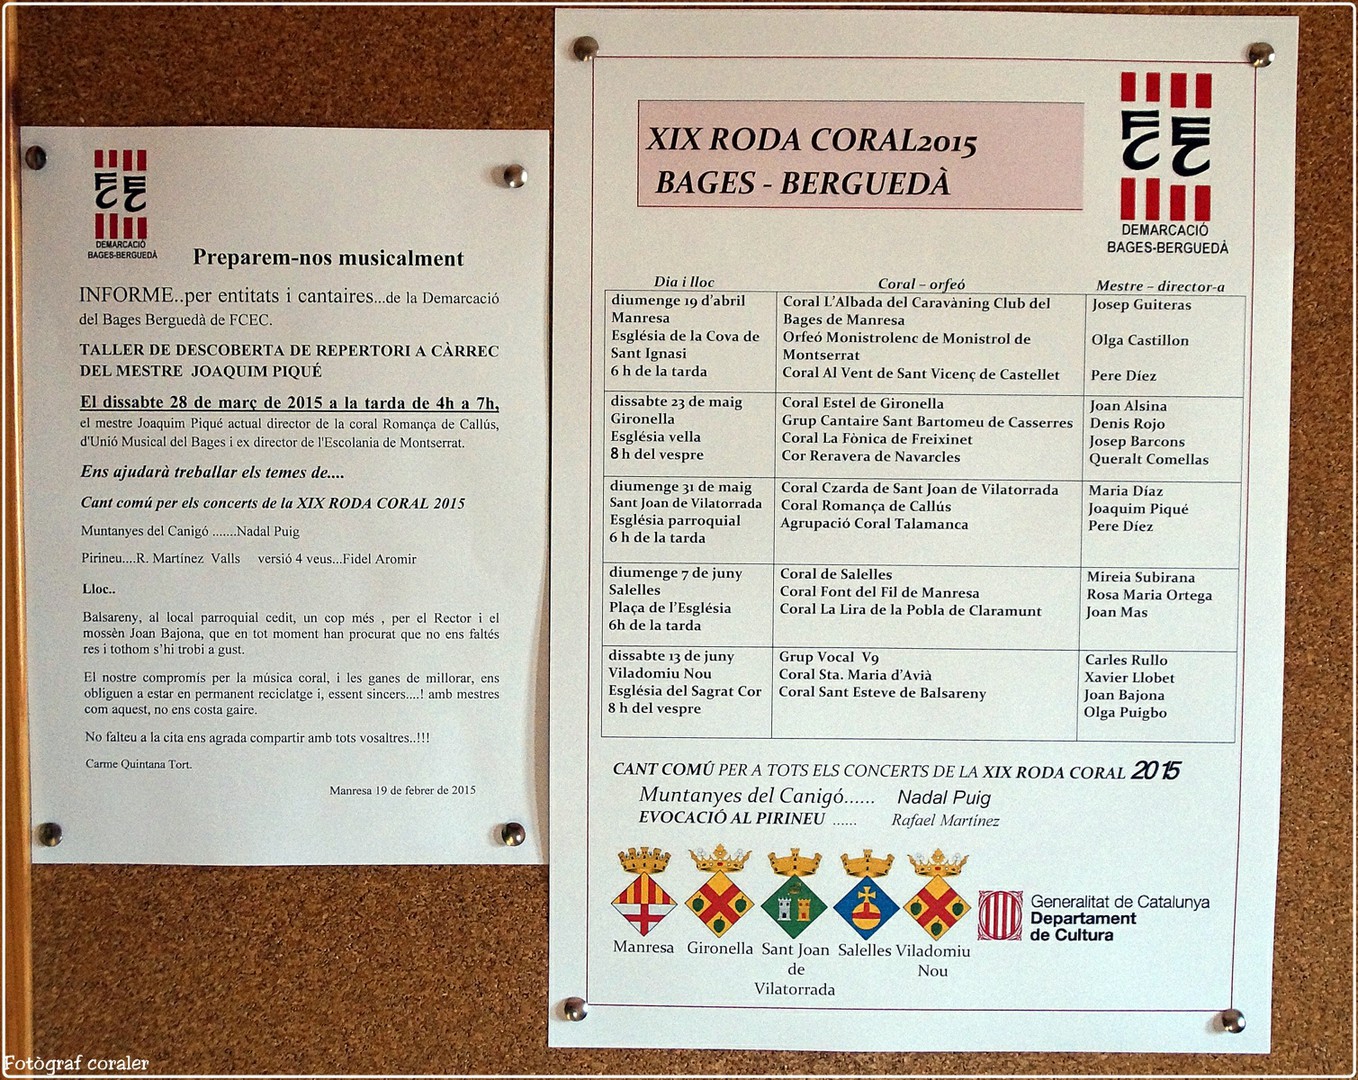 FCEC
DEMARCACIÓ
BAGES-BERGUEDÀ
Preparem-nos musicalment
INFORME..per entitats i cantaires...de la Demarcació
del Bages Berguedà de FCEC.
TALLER DE DESCOBERTA DE REPERTORI A CÀRREC
DEL MESTRE JOAQUIM PIQUÉ
El dissabte 28 de març de 2015 a la tarda de 4h a 7h,
el mestre Joaquim Piqué actual director de la coral Romança de Callús,
d'Unió Musical del Bages i ex director de l'Escolania de Montserrat.
Ens ajudarà treballar els temes de....
Cant comú per els concerts de la XIX RODA CORAL 2015
Muntanyes del Canigó .......Nadal Puig
Pirineu....R. Martínez Valls versió 4 veus...Fidel Aromir
Lloc..
Balsareny, al local parroquial cedit, un cop més , per el Rector i el
mossèn Joan Bajona, que en tot moment han procurat que no ens faltés
res i tothom s'hi trobi a gust.
El nostre compromís per la música coral, i les ganes de millorar, ens
obliguen a estar en permanent reciclatge i, essent sincers....! amb mestres
com aquest, no ens costa gaire.
No falteu a la cita ens agrada compartir amb tots vosaltres..!!!
Carme Quintana Tort.
Manresa 19 de febrer de 2015
XIX RODA CORAL2015
BAGES - BERGUEDÀ
FCEC
DEMARCACIÓ
BAGES-BERGUEDÀ
Dia i lloc Coral – orfeó Mestre – director-a
diumenge 19 d'abril
Manresa
Església de la Cova de
Sant Ignasi
6 h de la tarda
Coral L'Albada del Caravàning Club del
Bages de Manresa
Orfeó Monistrolenc de Monistrol de
Montserrat
Coral Al Vent de Sant Vicenç de Castellet
Josep Guiteras
Olga Castillon
Pere Díez
dissabte 23 de maig
Gironella
Església vella
8 h del vespre
Coral Estel de Gironella
Grup Cantaire Sant Bartomeu de Casserres
Coral La Fònica de Freixinet
Cor Reravera de Navarcles
Joan Alsina
Denis Rojo
Josep Barcons
Queralt Comellas
diumenge 31 de maig
Sant Joan de Vilatorrada
Església parroquial
6 h de la tarda
Coral Czarda de Sant Joan de Vilatorrada
Coral Romança de Callús
Agrupació Coral Talamanca
Maria Díaz
Joaquim Piqué
Pere Díez
diumenge 7 de juny
Salelles
Plaça de l'Església
6h de la tarda
Coral de Salelles
Coral Font del Fil de Manresa
Coral La Lira de la Pobla de Claramunt
Mireia Subirana
Rosa Maria Ortega
Joan Mas
dissabte 13 de juny
Viladomiu Nou
Església del Sagrat Cor
8 h del vespre
Grup Vocal V9
Coral Sta. Maria d'Avià
Coral Sant Esteve de Balsareny
Carles Rullo
Xavier Llobet
Joan Bajona
Olga Puigbo
CANT COMÚ PER A TOTS ELS CONCERTS DE LA XIX RODA CORAL 2015
Muntanyes del Canigó...... Nadal Puig
EVOCACIÓ AL PIRINEU ...... Rafael Martínez
Manresa
Gironella
Sant Joan
de
Vilatorrada
Salelles
Viladomiu
Nou
Generalitat de Catalunya
Departament
de Cultura
Fotògraf coraler